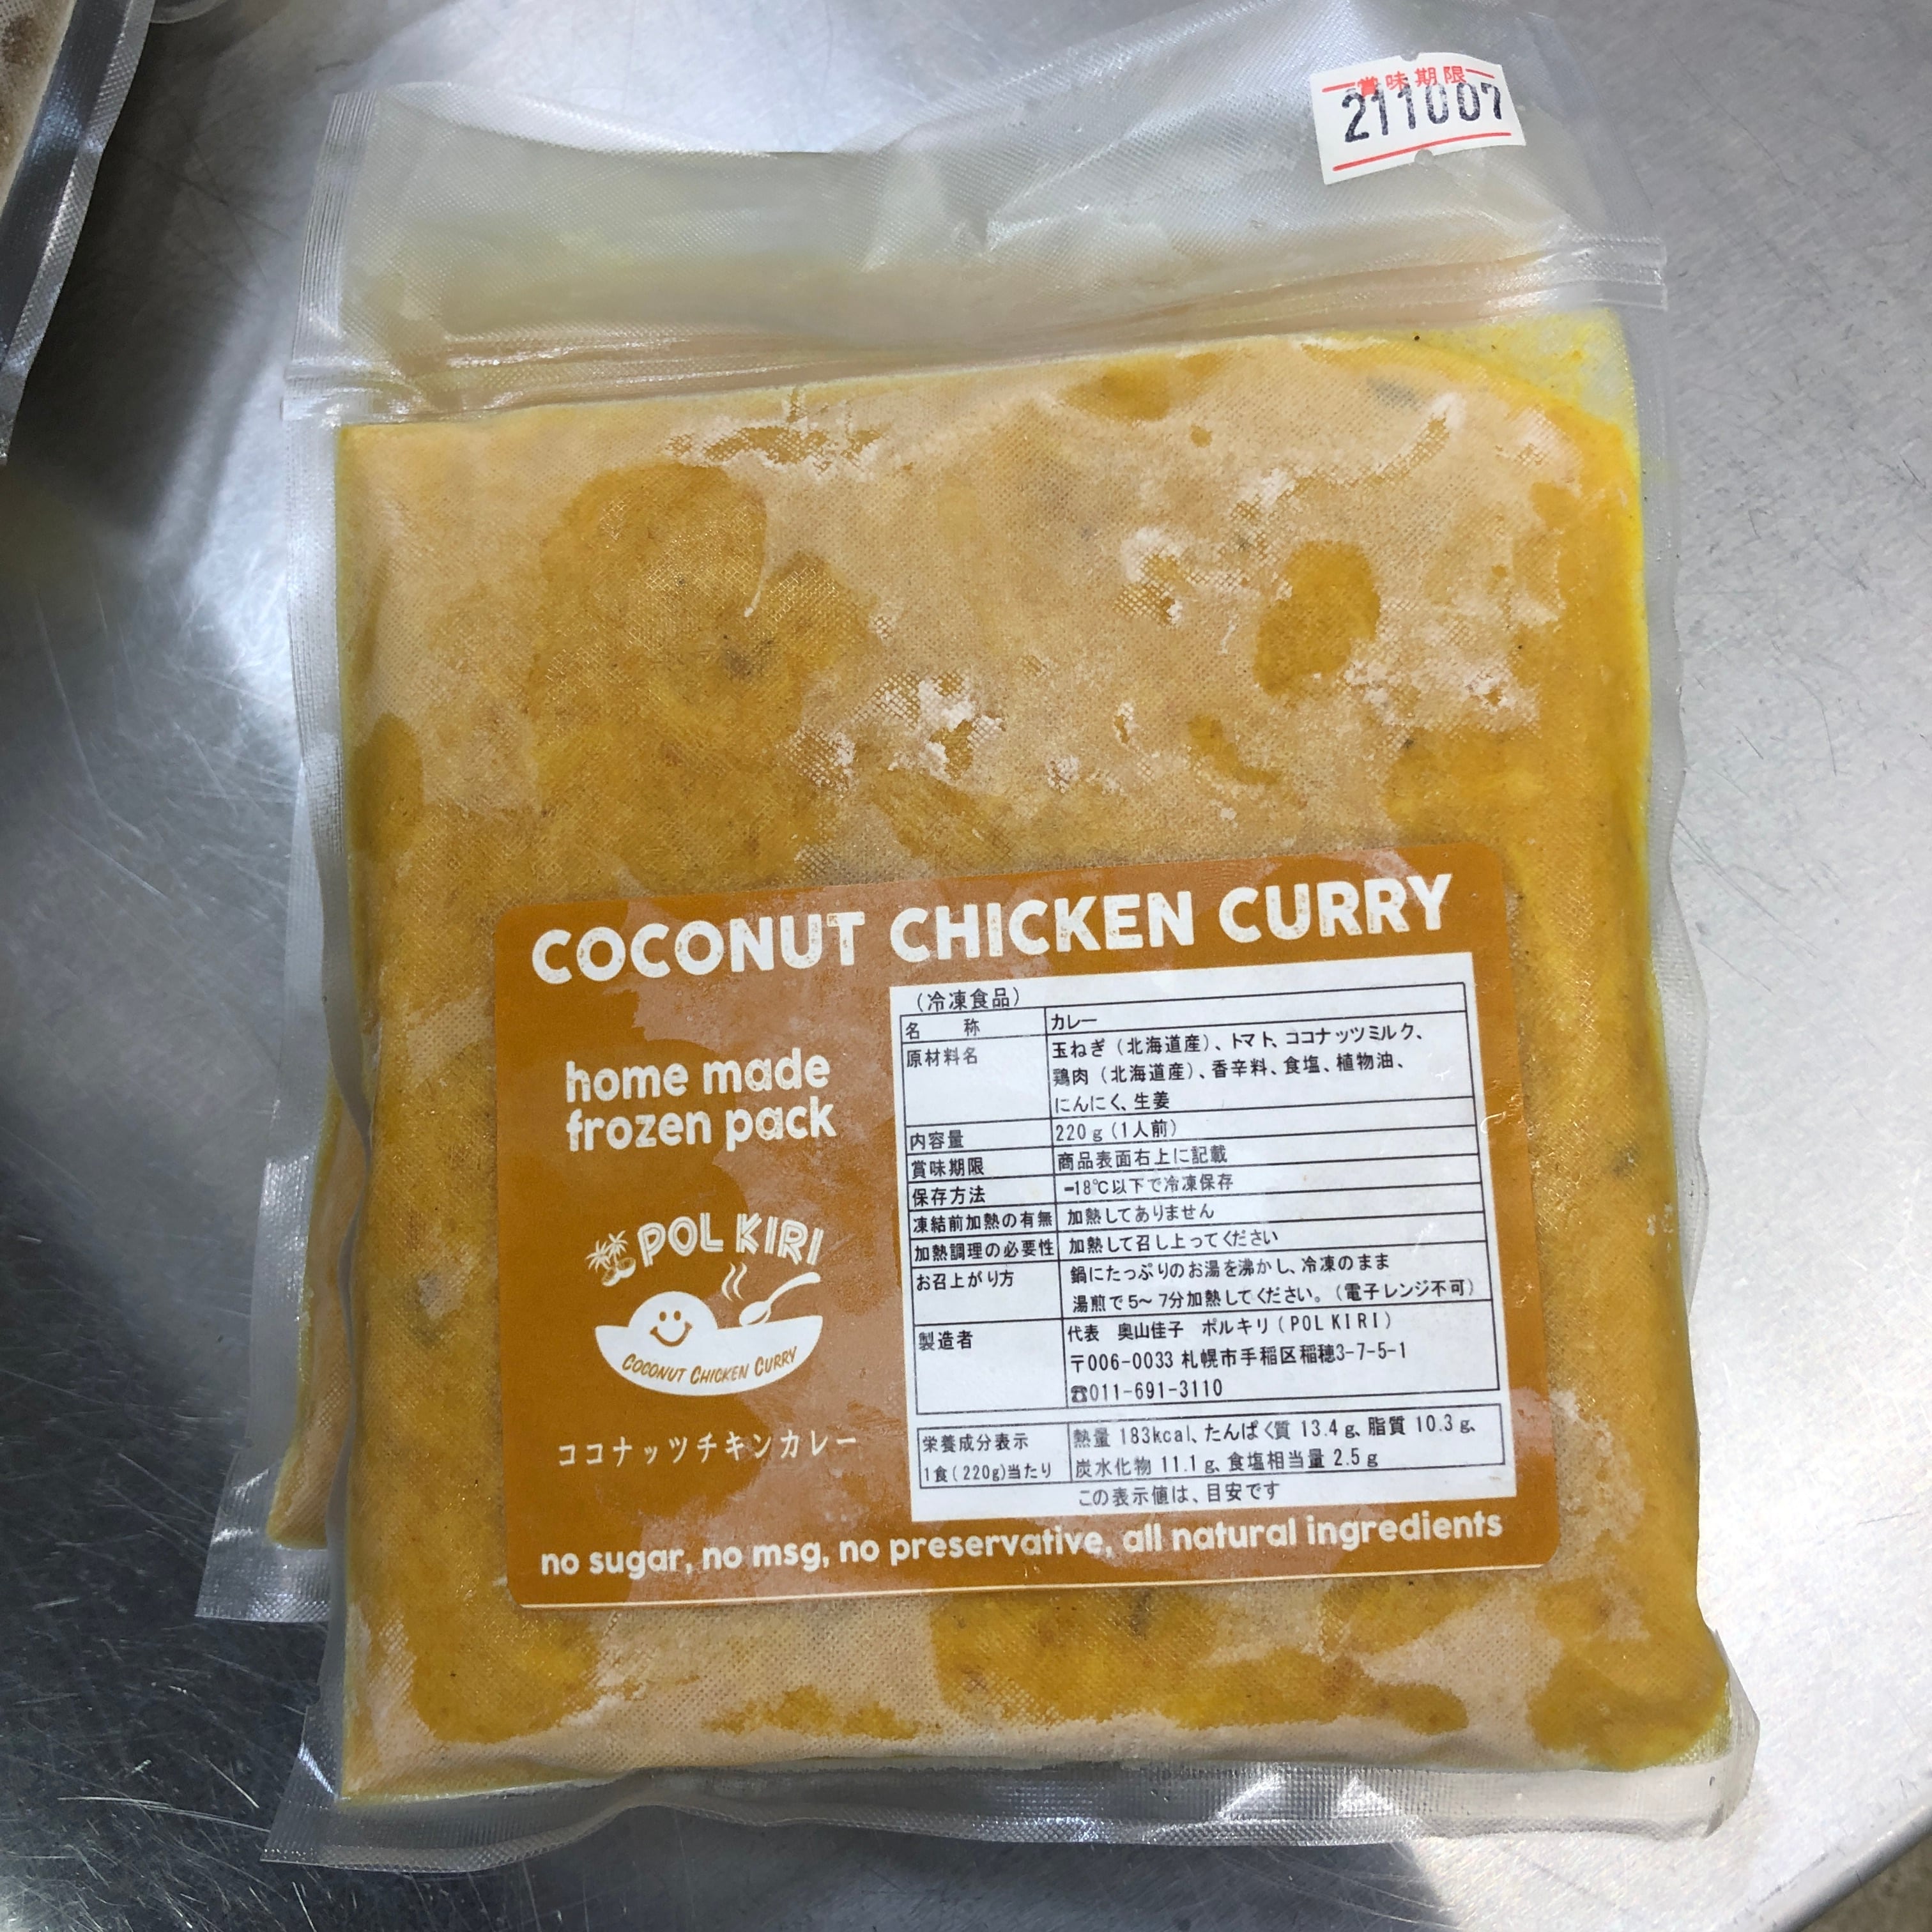 賞味期限
211007
COCONUT CHICKEN CURRY
home made
frozen pack
POL KIRI
COCONUT CHICKEN CURRY
ココナッツチキンカレー
（冷凍食品）
名　　称 カレー
原材料名 玉ねぎ（北海道産）、トマト、ココナッツミルク、
鶏肉（北海道産）、香辛料、食塩、植物油、
にんにく、生姜
内容量 220ｇ（1人前）
賞味期限 商品表面右上に記載
保存方法 -18℃以下で冷凍保存
凍結前加熱の有無 加熱してありません
加熱調理の必要性 加熱して召し上ってください
お召上がり方 鍋にたっぷりのお湯を沸かし、冷凍のまま
湯煎で5～7分加熱してください。（電子レンジ不可）
製造者 代表　奥山佳子　ポルキリ（POL KIRI）
〒006-0033 札幌市手稲区稲穂3-7-5-1
☎011-691-3110
栄養成分表示 熱量 183kcal、たんぱく質 13.4ｇ、脂質 10.3ｇ、
1食(220g)当たり 炭水化物 11.1ｇ、食塩相当量 2.5ｇ
この表示値は、目安です
no sugar, no msg, no preservative, all natural ingredients